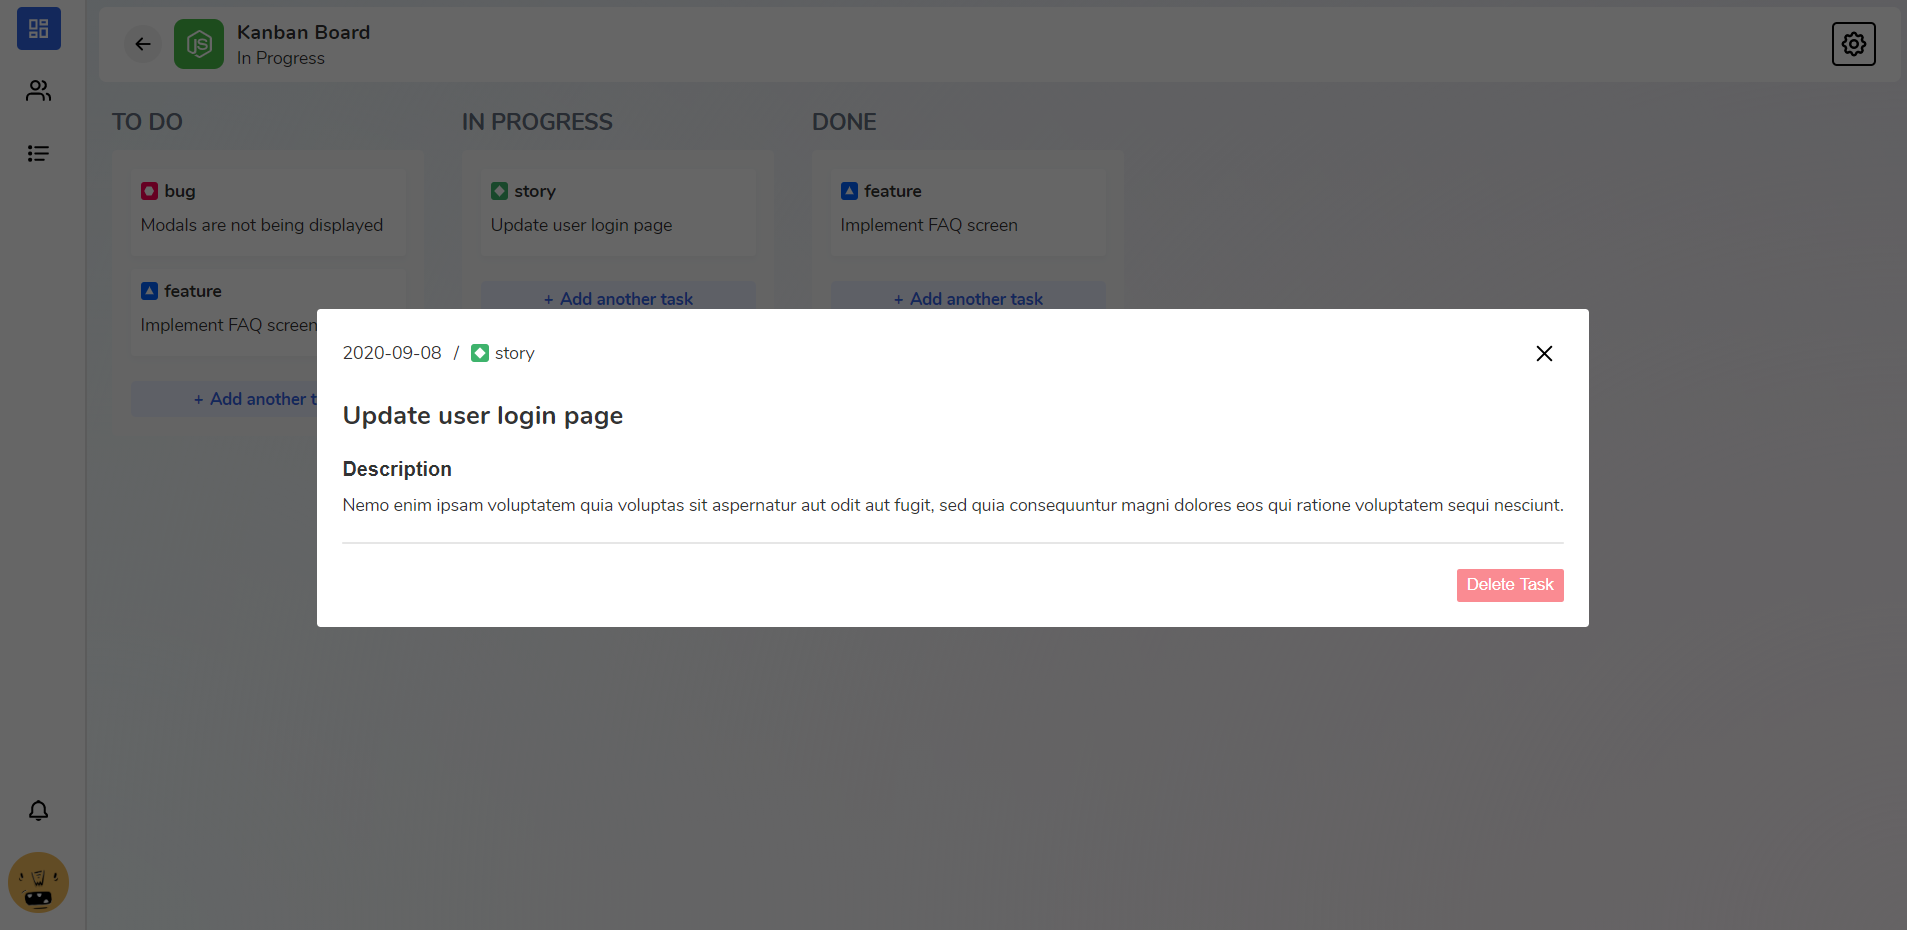 Kanban Board
In Progress
JS
TO DO
bug
Modals are not being displayed
feature
Implement FAQ screen
+ Add another t
IN PROGRESS
story
Update user login page
+ Add another task
DONE
feature
Implement FAQ screen
+ Add another task
2020-09-08 / story
Update user login page
Description
Nemo enim ipsam voluptatem quia voluptas sit aspernatur aut odit aut fugit, sed quia consequuntur magni dolores eos qui ratione voluptatem sequi nesciunt.
Delete Task